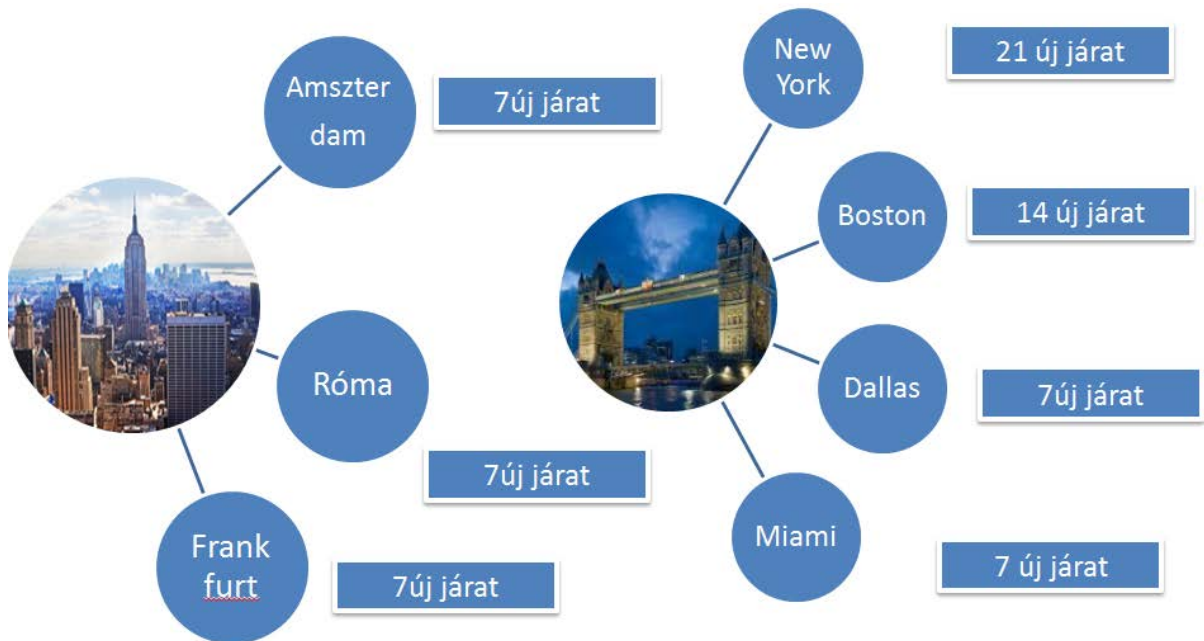 Amszter
dam
7új járat
Róma
7új járat
Frank
furt
7új járat
New
York
21 új járat
Boston
14 új járat
Dallas
7új járat
Miami
7 új járat